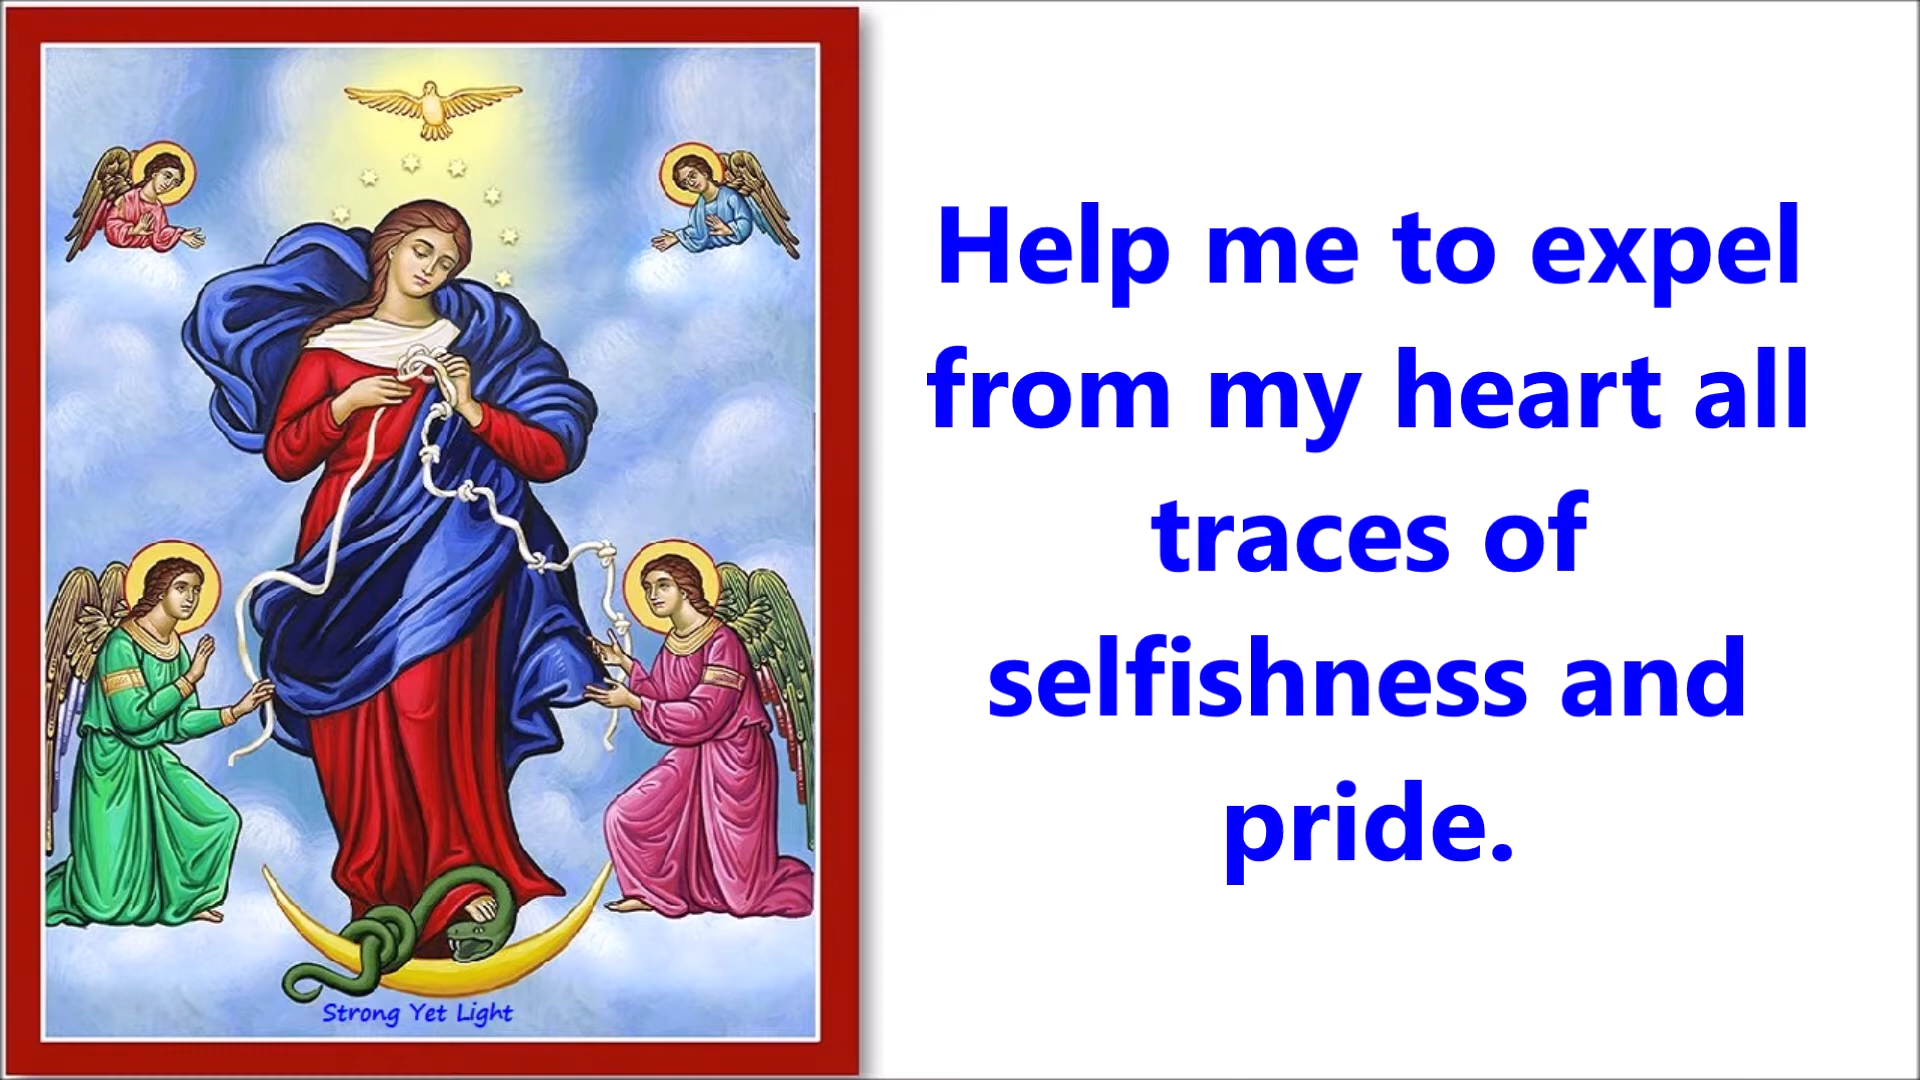 Help me to expel
from my heart all
traces of
selfishness and
pride.
Strong Yet Light